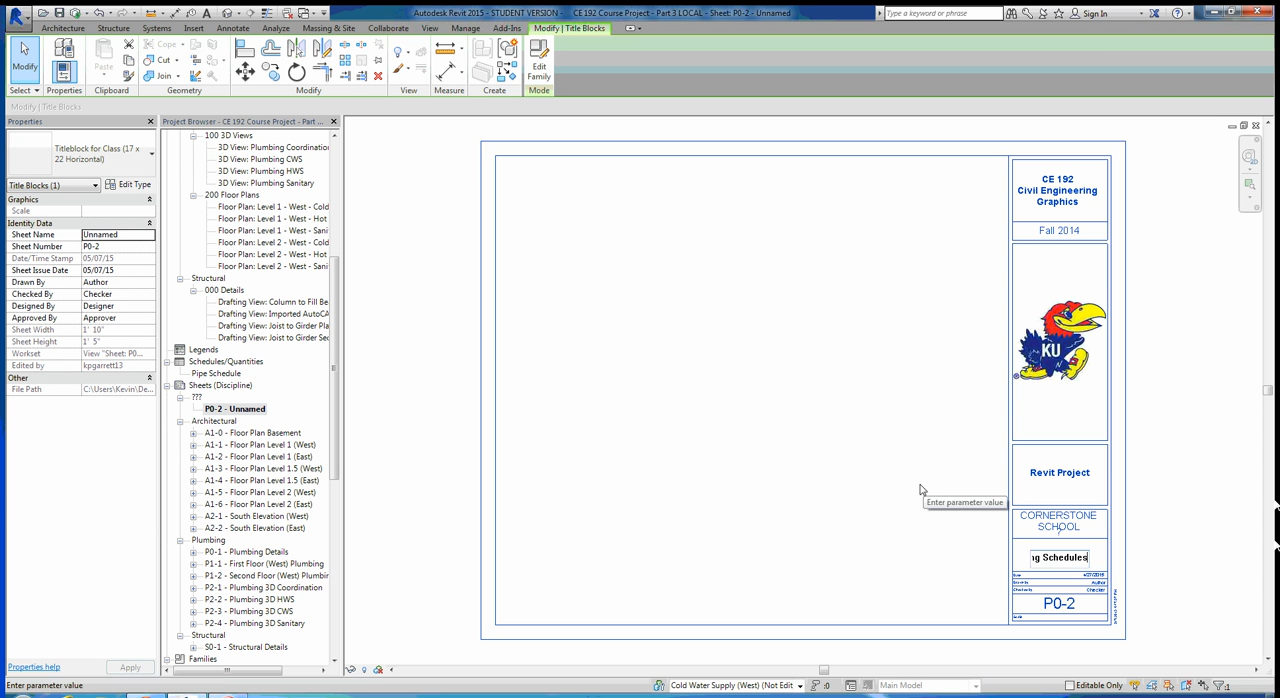 Autodesk Revit 2015 - STUDENT VERSION - CE 192 Course Project - Part 3 LOCAL - Sheet: P0-2 - Unnamed
Type a keyword or phrase
Sign In
Architecture Structure Systems Insert Annotate Analyze Massing & Site Collaborate View Manage Add-Ins Modify | Title Blocks
Modify
Paste
Cope
Cut
Join
Edit
Family
Select Properties Clipboard Geometry Modify View Measure Create Mode
Modify | Title Blocks
Properties
Titleblock for Class (17 x
22 Horizontal)
Title Blocks (1) Edit Type
Graphics
Scale
Identity Data
Sheet Name Unnamed
Sheet Number P0-2
Date/Time Stamp 05/07/15
Sheet Issue Date 05/07/15
Drawn By Author
Checked By Checker
Designed By Designer
Approved By Approver
Sheet Width 1' 10"
Sheet Height 1' 5"
Workset View "Sheet: P0...
Edited by kpgarrett13
Other
File Path C:\Users\Kevin\De...
Properties help Apply
Project Browser - CE 192 Course Project - Part ...
100 3D Views
3D View: Plumbing Coordination
3D View: Plumbing CWS
3D View: Plumbing HWS
3D View: Plumbing Sanitary
200 Floor Plans
Floor Plan: Level 1 - West - Cold
Floor Plan: Level 1 - West - Hot
Floor Plan: Level 1 - West - Sani
Floor Plan: Level 2 - West - Cold
Floor Plan: Level 2 - West - Hot
Floor Plan: Level 2 - West - Sani
Structural
000 Details
Drafting View: Column to Fill Be
Drafting View: Imported AutoCA
Drafting View: Joist to Girder Pla
Drafting View: Joist to Girder Sec
Legends
Schedules/Quantities
Pipe Schedule
Sheets (Discipline)
???
P0-2 - Unnamed
Architectural
A1-0 - Floor Plan Basement
A1-1 - Floor Plan Level 1 (West)
A1-2 - Floor Plan Level 1 (East)
A1-3 - Floor Plan Level 1.5 (West)
A1-4 - Floor Plan Level 1.5 (East)
A1-5 - Floor Plan Level 2 (West)
A1-6 - Floor Plan Level 2 (East)
A2-1 - South Elevation (West)
A2-2 - South Elevation (East)
Plumbing
P0-1 - Plumbing Details
P1-1 - First Floor (West) Plumbing
P1-2 - Second Floor (West) Plumbin
P2-1 - Plumbing 3D Coordination
P2-2 - Plumbing 3D HWS
P2-3 - Plumbing 3D CWS
P2-4 - Plumbing 3D Sanitary
Structural
S0-1 - Structural Details
Families
CE 192
Civil Engineering
Graphics
Fall 2014
KU
Revit Project
CORNERSTONE
SCHOOL
ng Schedules
4/27/2015
Author
Checker
P0-2
Enter parameter value
Enter parameter value
Cold Water Supply (West) (Not Edit
:0
Main Model
Editable Only
:1